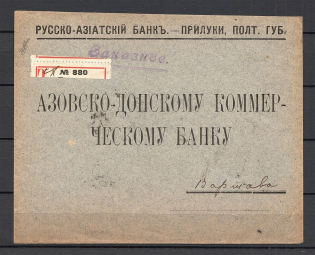 РУССКО-АЗІАТСКІЙ БАНКЪ. — ПРИЛУКИ, ПОЛТ. ГУБ.
Заказное.
№ 880
АЗОВСКО-ДОНСКОМУ КОММЕР-
ЧЕСКОМУ БАНКУ
Варшава